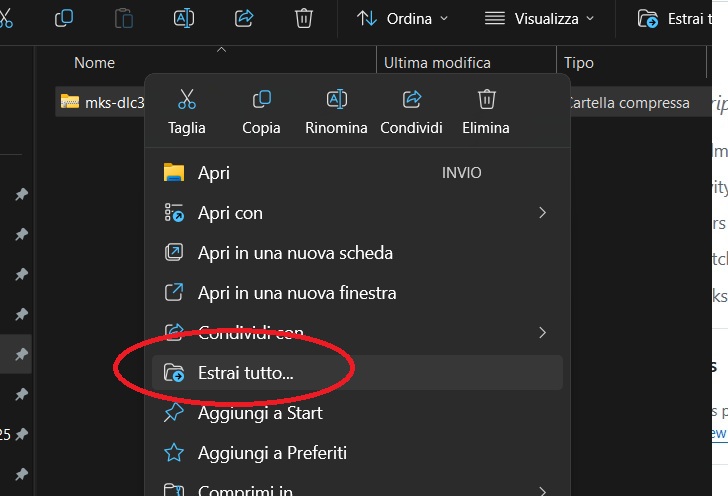 Ordina Visualizza Estrai t
Nome Ultima modifica Tipo
mks-dlc3 Cartella compressa
Taglia Copia Rinomina Condividi Elimina
Apri INVIO
Apri con
Apri in una nuova scheda
Apri in una nuova finestra
Condividi con
Estrai tutto...
Aggiungi a Start
25
Aggiungi a Preferiti
Comprimi in